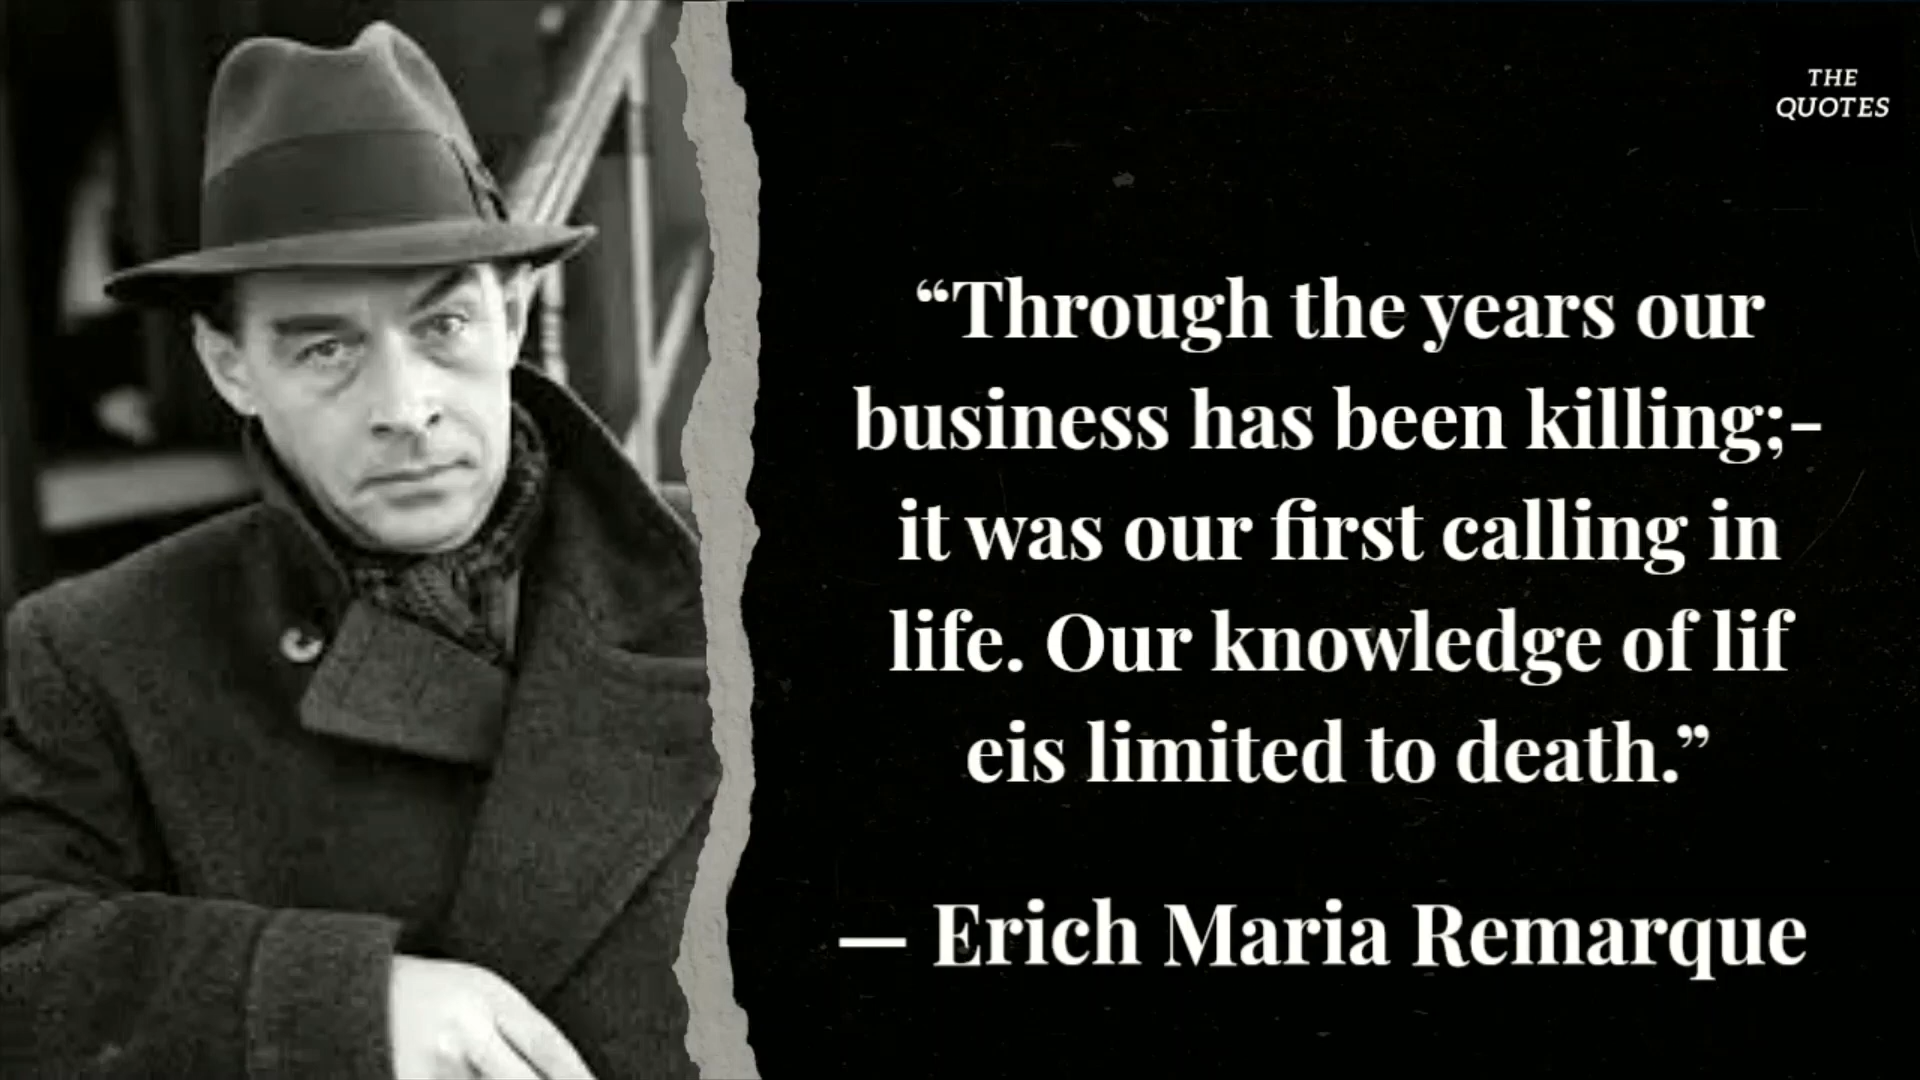 THE
QUOTES
“Through the years our
business has been killing;-
it was our first calling in
life. Our knowledge of lif
eis limited to death.”
— Erich Maria Remarque